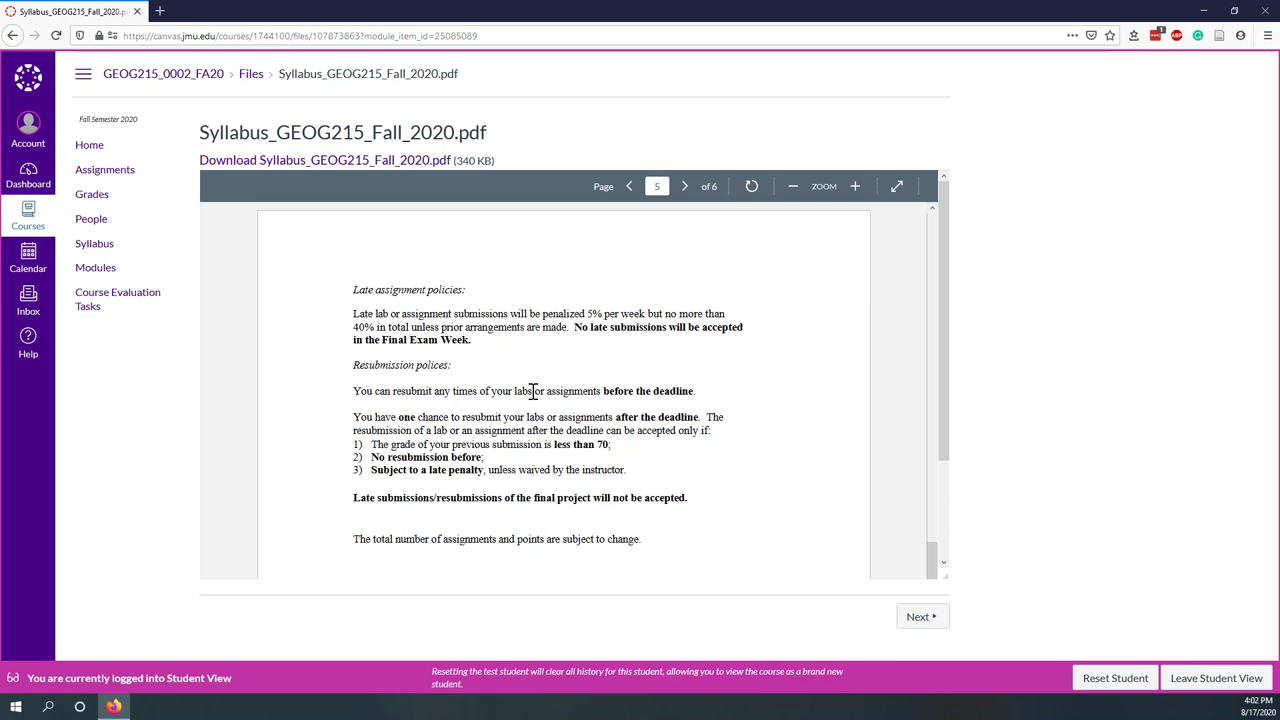 Syllabus_GEOG215_Fall_2020.pd
https://canvas.jmu.edu/courses/1744100/files/107873863?module_item_id=25085089
1
ABP
GEOG215_0002_FA20 › Files › Syllabus_GEOG215_Fall_2020.pdf
Account
Dashboard
Courses
Calendar
Inbox
Help
Fall Semester 2020
Home
Assignments
Grades
People
Syllabus
Modules
Course Evaluation
Tasks
Syllabus_GEOG215_Fall_2020.pdf
Download Syllabus_GEOG215_Fall_2020.pdf (340 KB)
Page 5 of 6 ZOOM
Late assignment policies:
Late lab or assignment submissions will be penalized 5% per week but no more than
40% in total unless prior arrangements are made. No late submissions will be accepted
in the Final Exam Week.
Resubmission polices:
You can resubmit any times of your labs or assignments before the deadline.
You have one chance to resubmit your labs or assignments after the deadline. The
resubmission of a lab or an assignment after the deadline can be accepted only if:
1) The grade of your previous submission is less than 70;
2) No resubmission before;
3) Subject to a late penalty, unless waived by the instructor.
Late submissions/resubmissions of the final project will not be accepted.
The total number of assignments and points are subject to change.
Next
You are currently logged into Student View
Resetting the test student will clear all history for this student, allowing you to view the course as a brand new
student.
Reset Student
Leave Student View
4:02 PM
8/17/2020